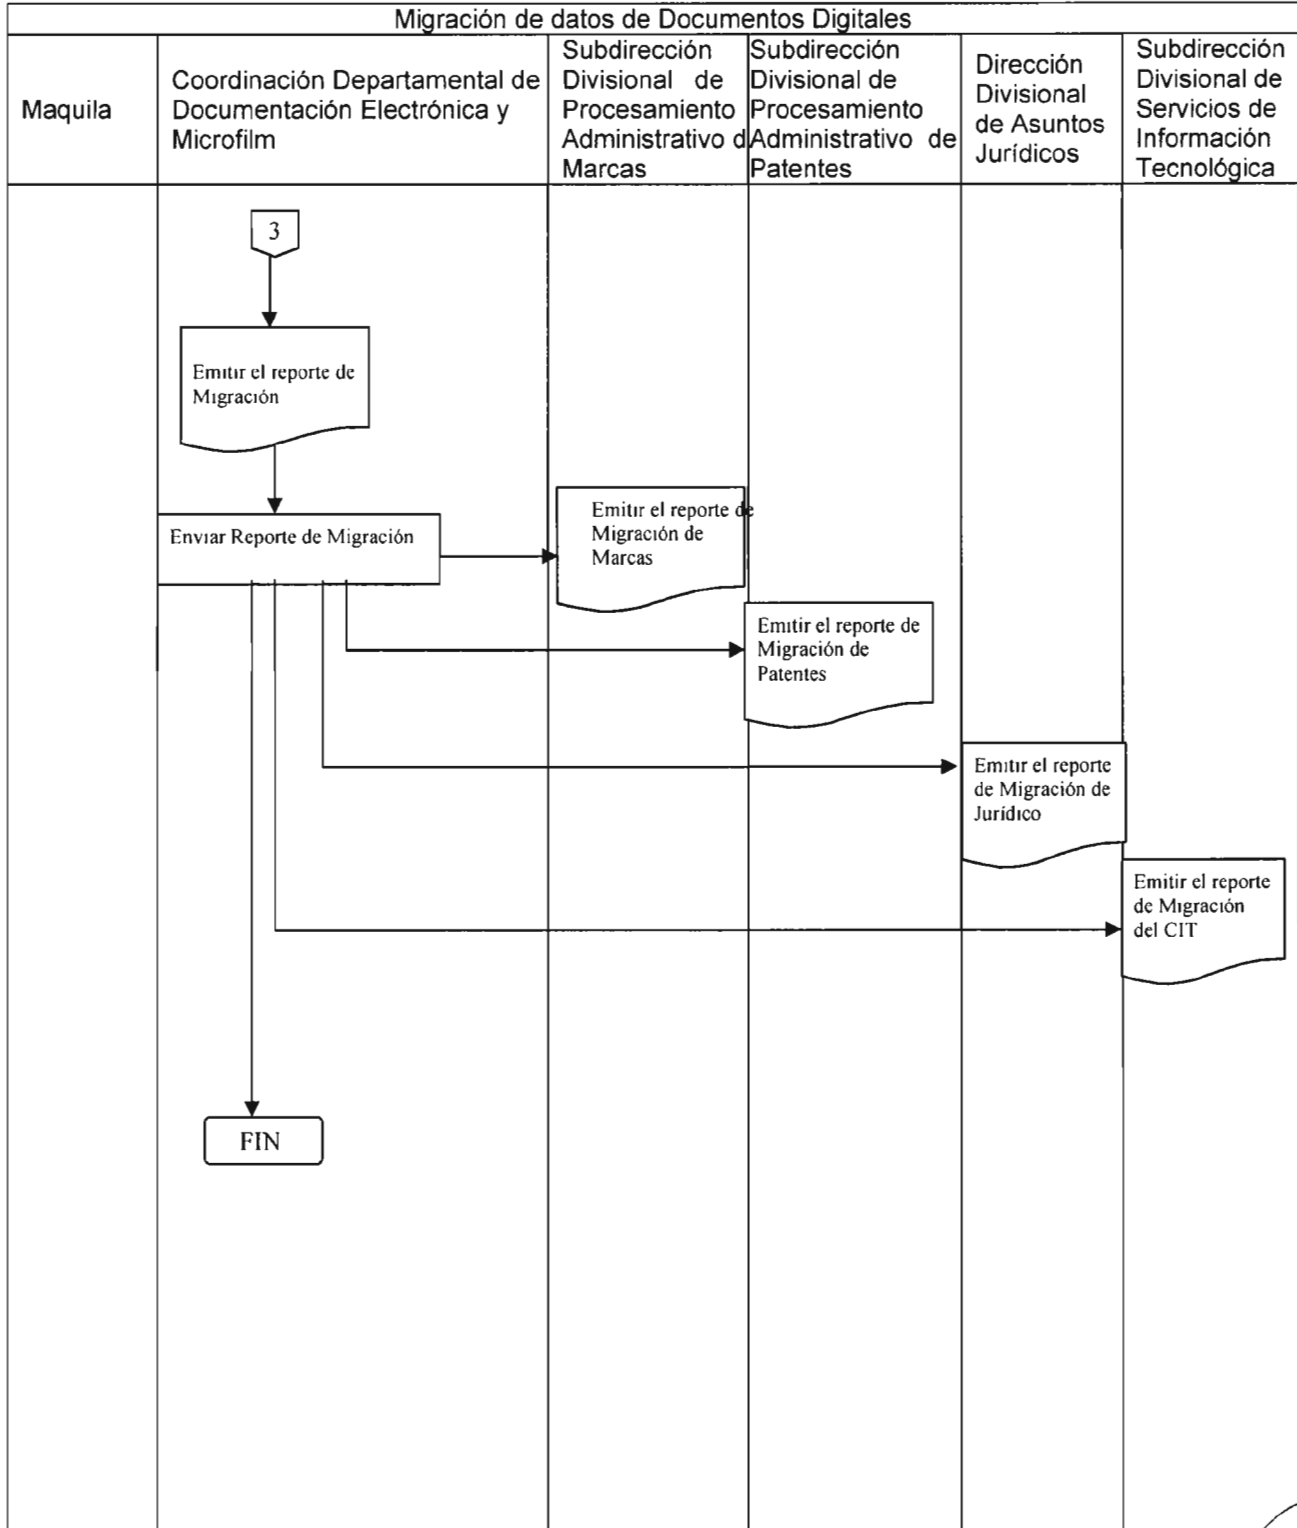 Migración de datos de Documentos Digitales
Maquila
Coordinación Departamental de
Documentación Electrónica y
Microfilm
Subdirección
Divisional de
Procesamiento
Administrativo d
Marcas
Subdirección
Divisional de
Procesamiento
Administrativo de
Patentes
Dirección
Divisional
de Asuntos
Jurídicos
Subdirección
Divisional de
Servicios de
Información
Tecnológica
3
Emitir el reporte de
Migración
Enviar Reporte de Migración
Emitir el reporte de
Migración de
Marcas
Emitir el reporte de
Migración de
Patentes
Emitir el reporte
de Migración de
Jurídico
Emitir el reporte
de Migración
del CIT
FIN